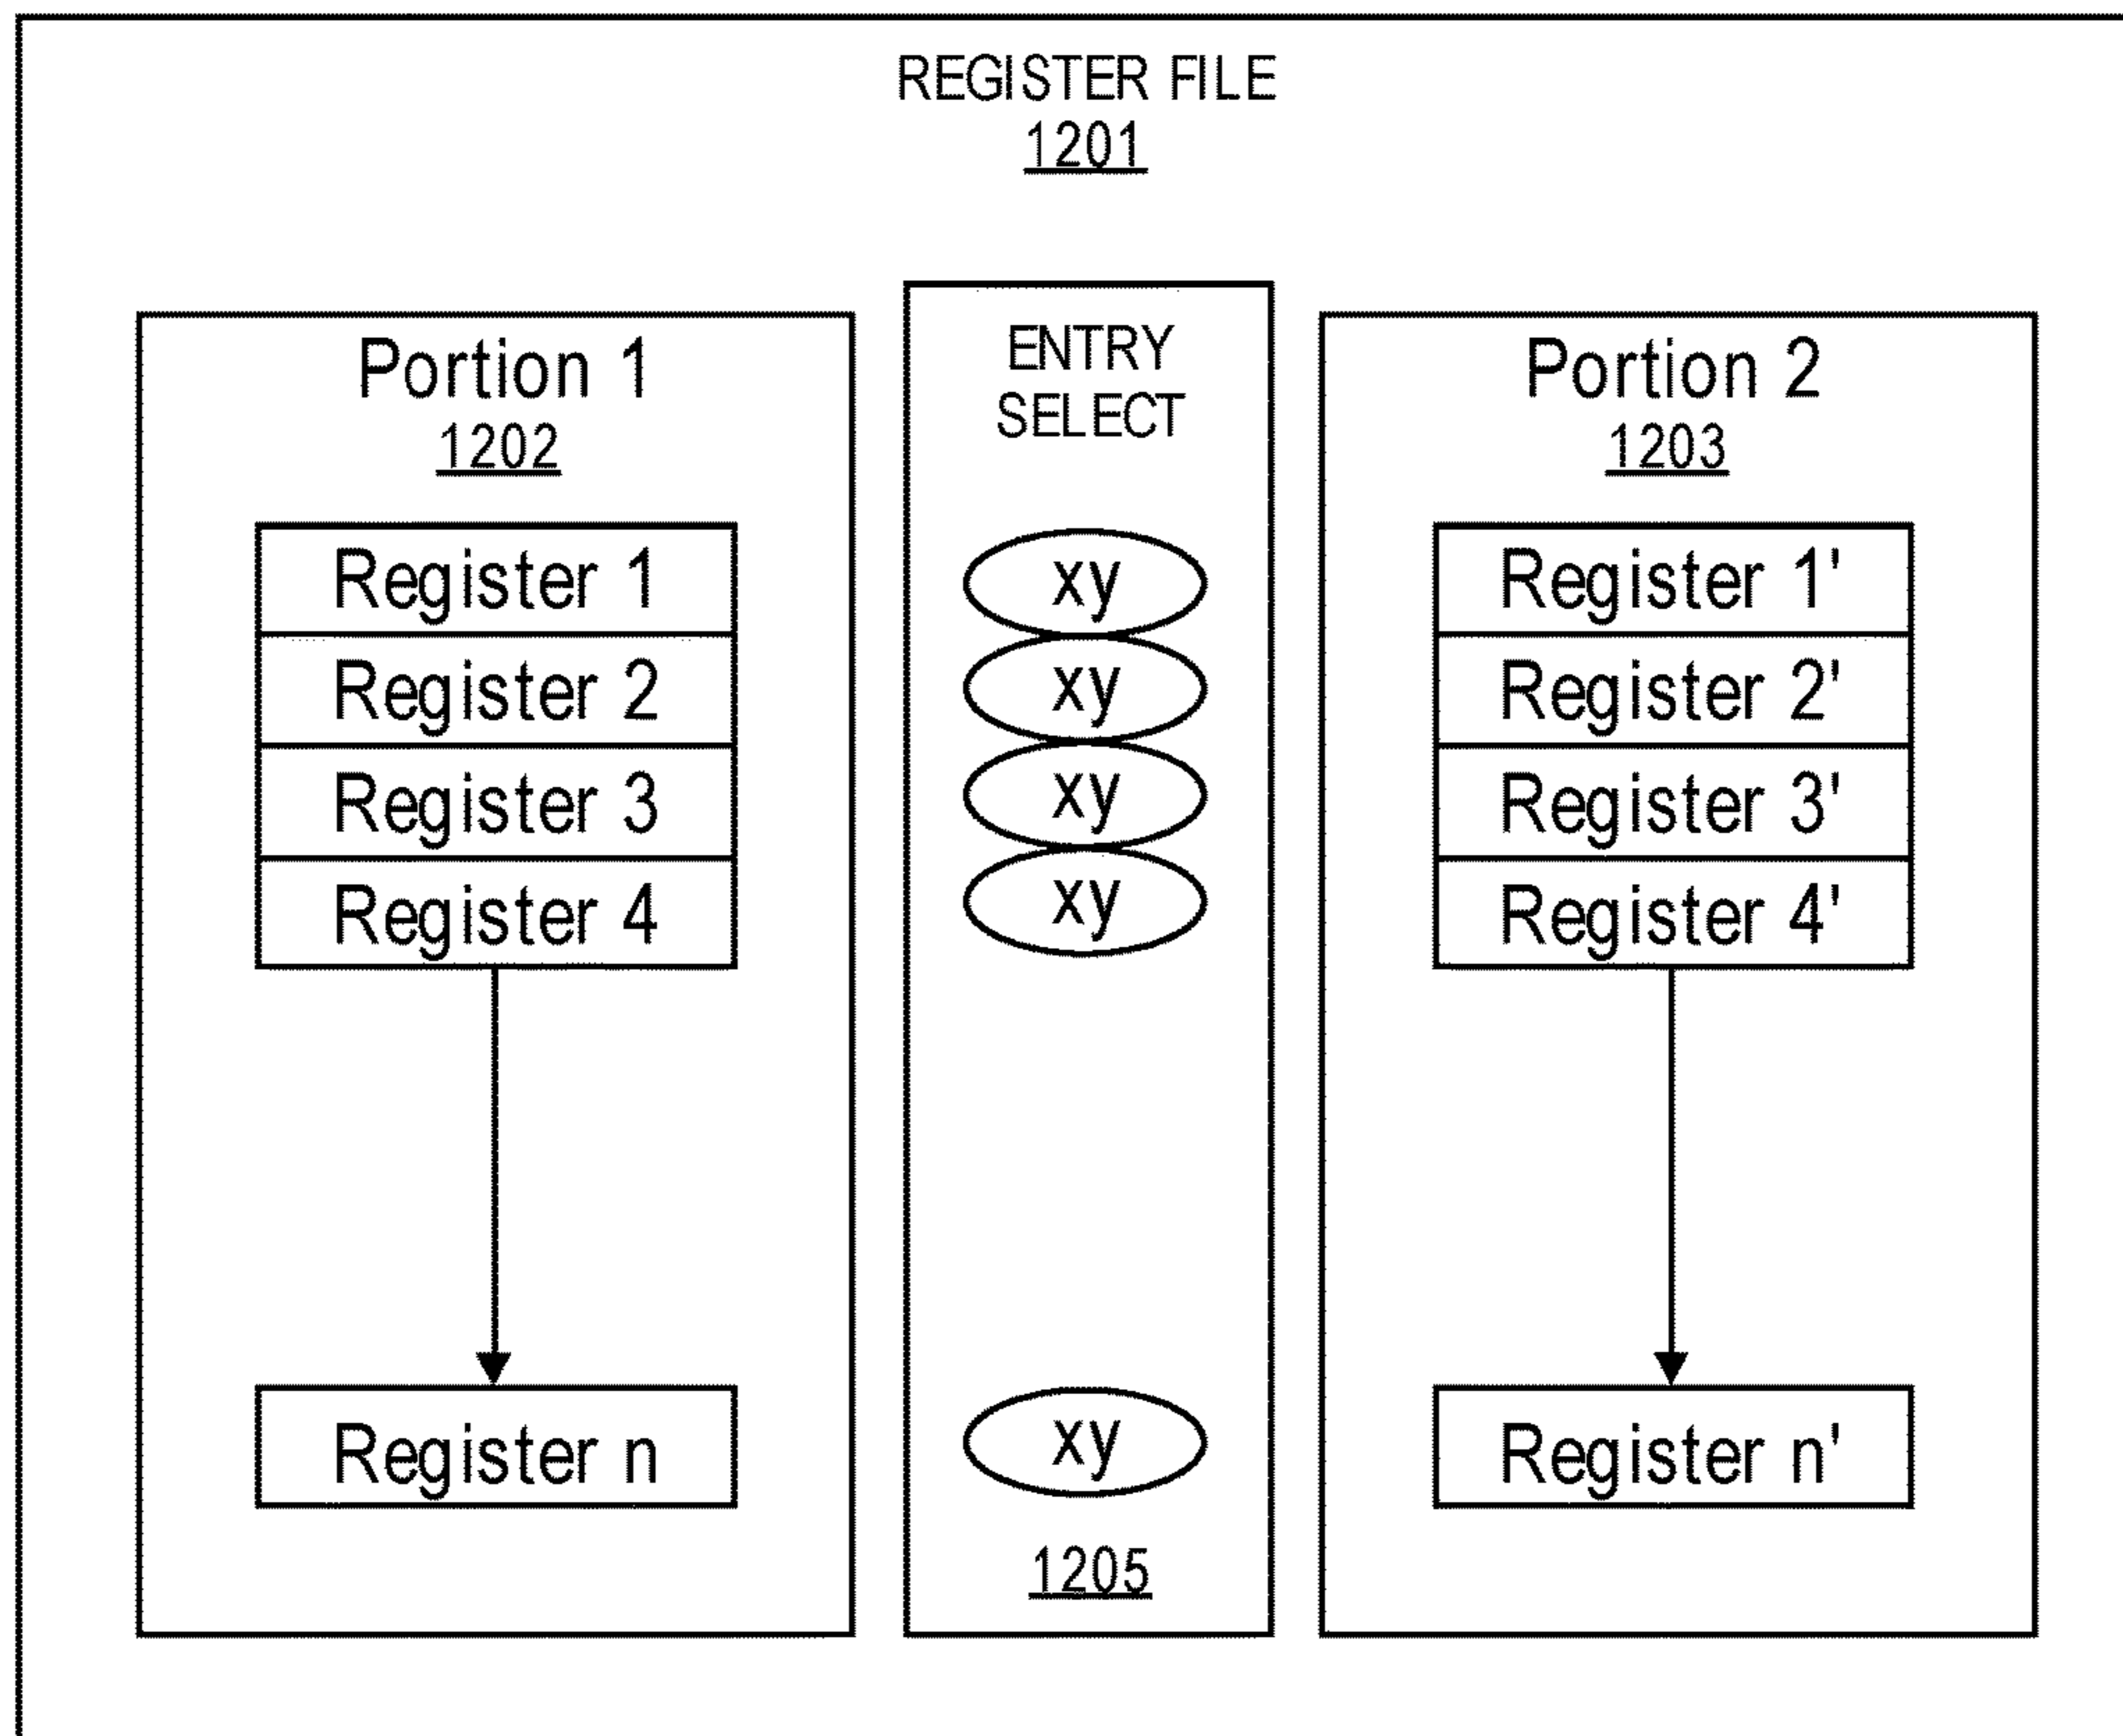 REGISTER FILE
1201
Portion 1
1202
Register 1
Register 2
Register 3
Register 4
Register n
ENTRY
SELECT
xy
xy
xy
xy
xy
1205
Portion 2
1203
Register 1'
Register 2'
Register 3'
Register 4'
Register n'